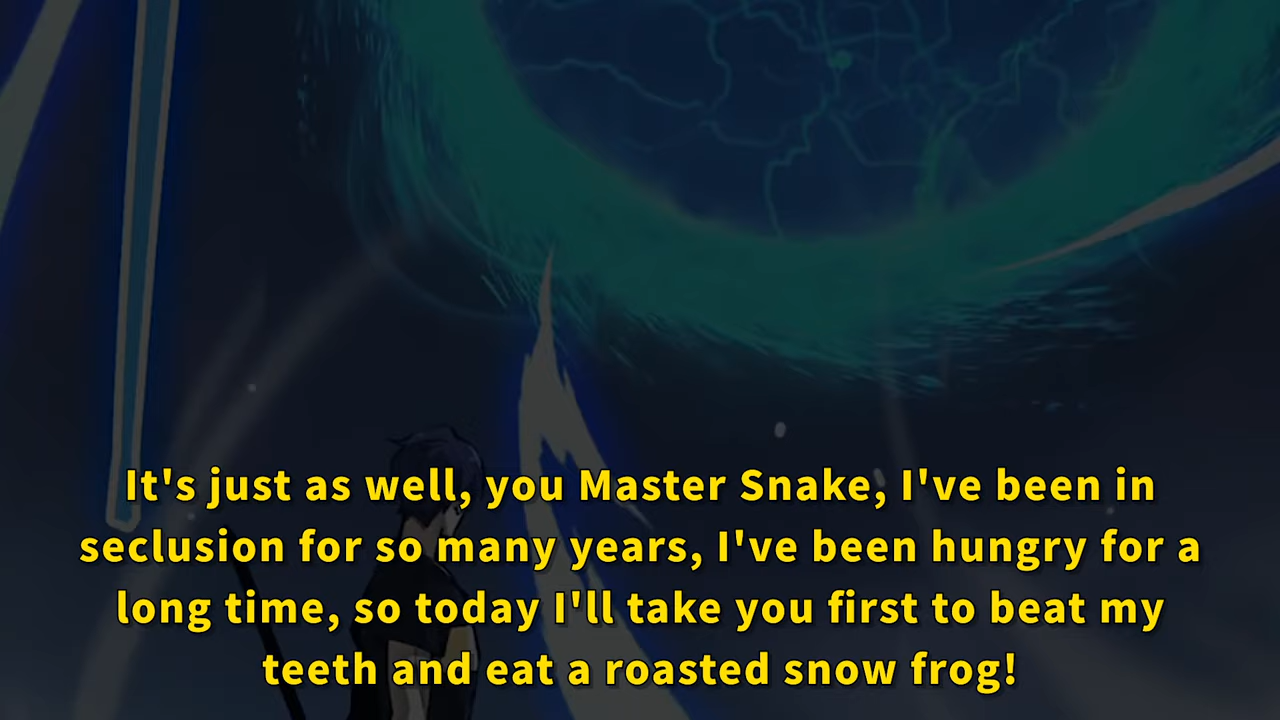 It's just as well, you Master Snake, I've been in
seclusion for so many years, I've been hungry for a
long time, so today I'll take you first to beat my
teeth and eat a roasted snow frog!